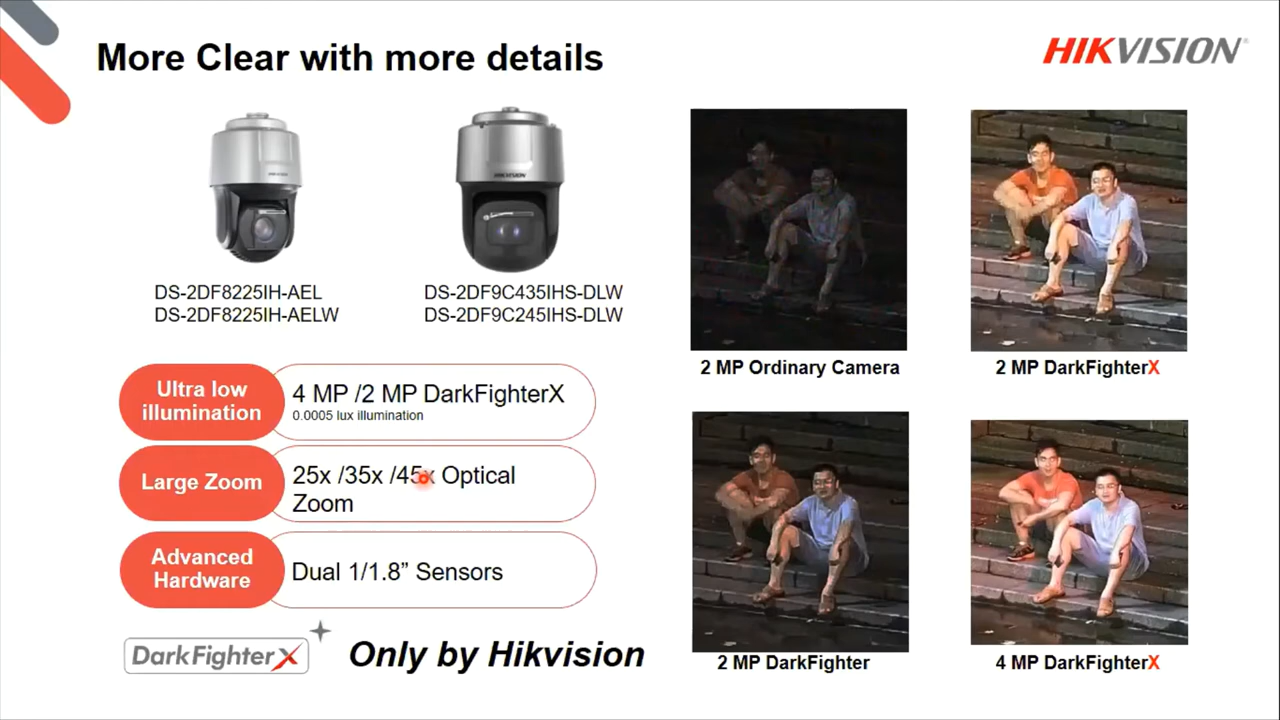 More Clear with more details
HIKVISION®
HIKVISION
DS-2DF8225IH-AEL
DS-2DF8225IH-AELW
DS-2DF9C435IHS-DLW
DS-2DF9C245IHS-DLW
2 MP Ordinary Camera
2 MP DarkFighterX
Ultra low
illumination
4 MP /2 MP DarkFighterX
0.0005 lux illumination
Large Zoom
25x /35x /45x Optical
Zoom
Advanced
Hardware
Dual 1/1.8” Sensors
DarkFighterX
Only by Hikvision
2 MP DarkFighter
4 MP DarkFighterX